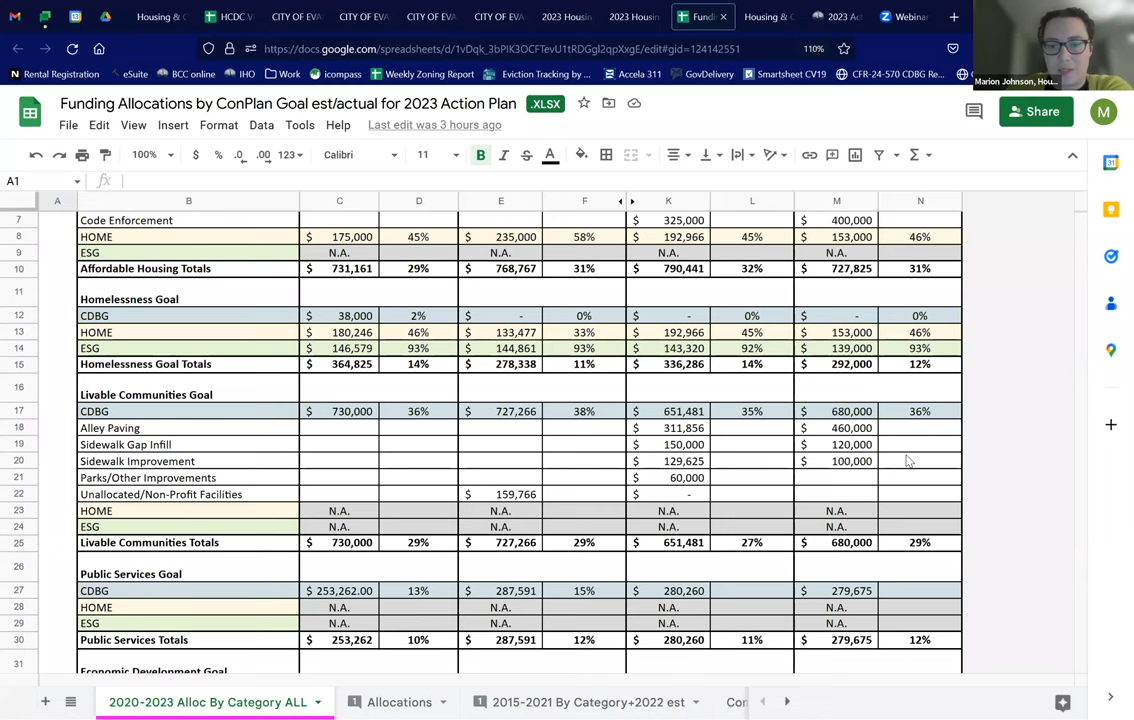 Housing & C HCDC V CITY OF EVA CITY OF EVA CITY OF EVA CITY OF EVA 2023 Housin 2023 Housin Fundi Housing & C 2023 Act Webinar
https://docs.google.com/spreadsheets/d/1vDqk_3bPIK3OCFTevU1tRDGgl2qpXxgE/edit#gid=124142551 110%
Rental Registration eSuite BCC online IHO Work icompass Weekly Zoning Report Eviction Tracking by ... Accela 311 GovDelivery Smartsheet CV19 CFR-24-570 CDBG Re...
Marion Johnson, Hou...
Funding Allocations by ConPlan Goal est/actual for 2023 Action Plan .XLSX
Share M
File Edit View Insert Format Data Tools Help Last edit was 3 hours ago
100% $ % .0 .00 123 Calibri 11 B I S A
A1 fx
A B C D E F K L M N
7 Code Enforcement $ 325,000 $ 400,000
8 HOME $ 175,000 45% $ 235,000 58% $ 192,966 45% $ 153,000 46%
9 ESG N.A. N.A. N.A. N.A.
10 Affordable Housing Totals $ 731,161 29% $ 768,767 31% $ 790,441 32% $ 727,825 31%
11 Homelessness Goal
12 CDBG $ 38,000 2% $ - 0% $ - 0% $ - 0%
13 HOME $ 180,246 46% $ 133,477 33% $ 192,966 45% $ 153,000 46%
14 ESG $ 146,579 93% $ 144,861 93% $ 143,320 92% $ 139,000 93%
15 Homelessness Goal Totals $ 364,825 14% $ 278,338 11% $ 336,286 14% $ 292,000 12%
16 Livable Communities Goal
17 CDBG $ 730,000 36% $ 727,266 38% $ 651,481 35% $ 680,000 36%
18 Alley Paving $ 311,856 $ 460,000
19 Sidewalk Gap Infill $ 150,000 $ 120,000
20 Sidewalk Improvement $ 129,625 $ 100,000
21 Parks/Other Improvements $ 60,000
22 Unallocated/Non-Profit Facilities $ 159,766 $ -
23 HOME N.A. N.A. N.A. N.A.
24 ESG N.A. N.A. N.A. N.A.
25 Livable Communities Totals $ 730,000 29% $ 727,266 29% $ 651,481 27% $ 680,000 29%
26 Public Services Goal
27 CDBG $ 253,262.00 13% $ 287,591 15% $ 280,260 $ 279,675
28 HOME N.A. N.A. N.A. N.A.
29 ESG N.A. N.A. N.A. N.A.
30 Public Services Totals $ 253,262 10% $ 287,591 12% $ 280,260 11% $ 279,675 12%
31 Economic Development Goal
2020-2023 Alloc By Category ALL 1 Allocations 1 2015-2021 By Category+2022 est Cor